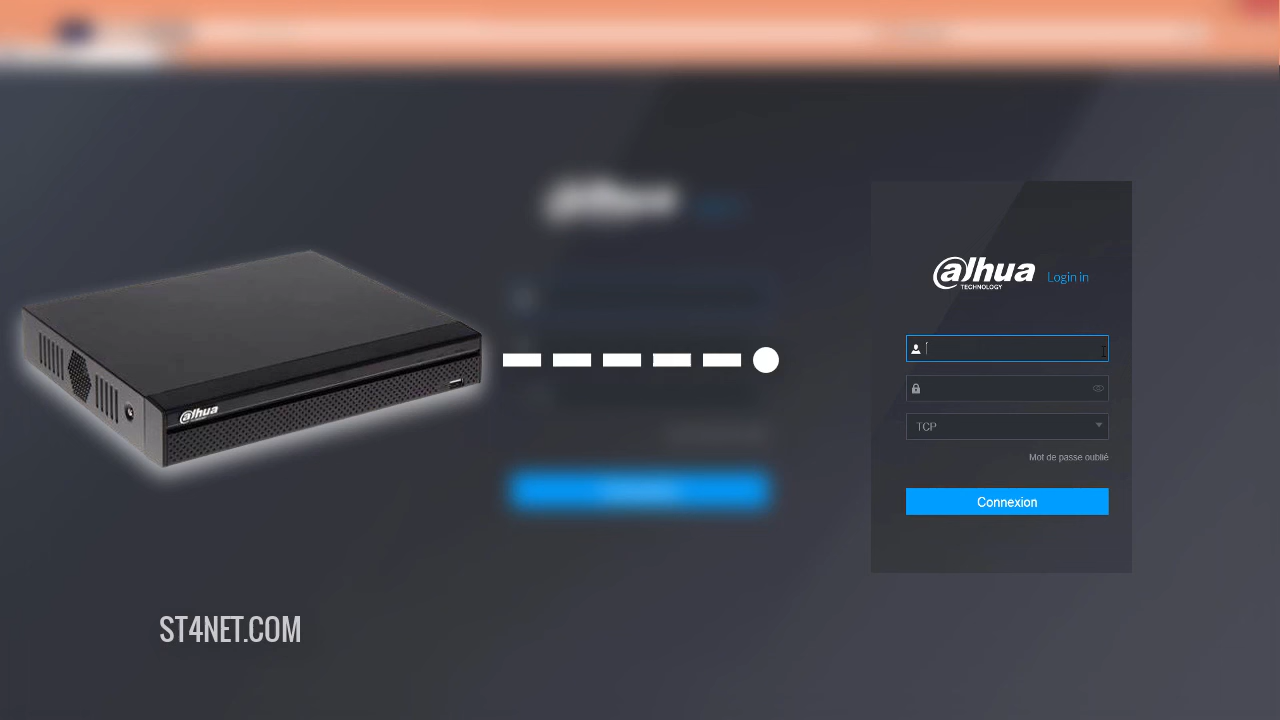 alhua
TECHNOLOGY
Login in
TCP
Mot de passe oublié
Connexion
alhua
ST4NET.COM